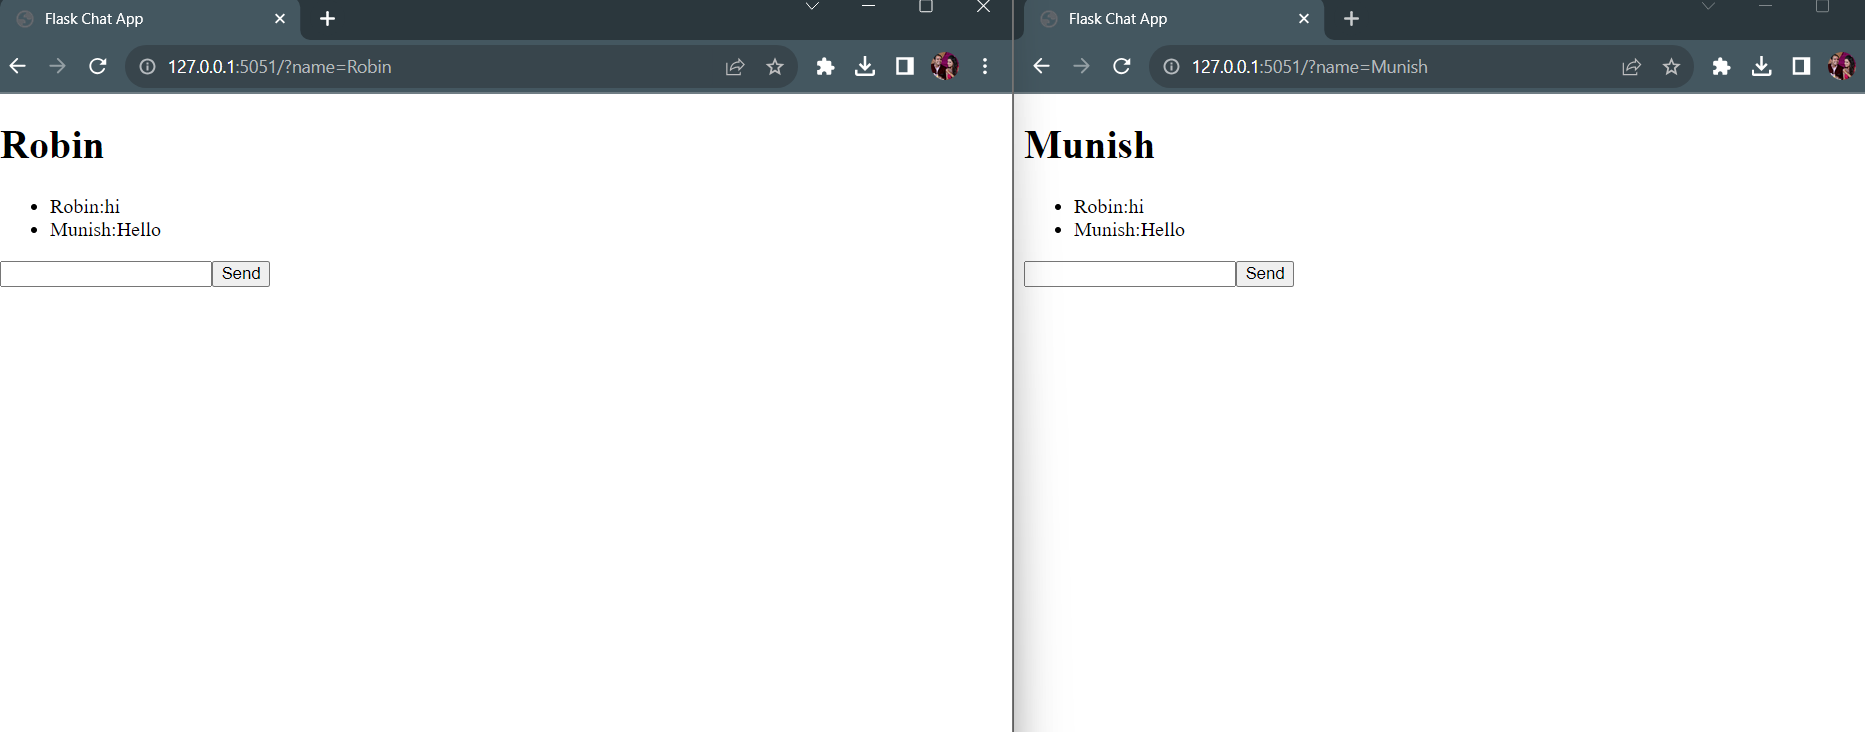 Flask Chat App
127.0.0.1:5051/?name=Robin
Robin
Robin:hi
Munish:Hello
Send
Flask Chat App
127.0.0.1:5051/?name=Munish
Munish
Robin:hi
Munish:Hello
Send